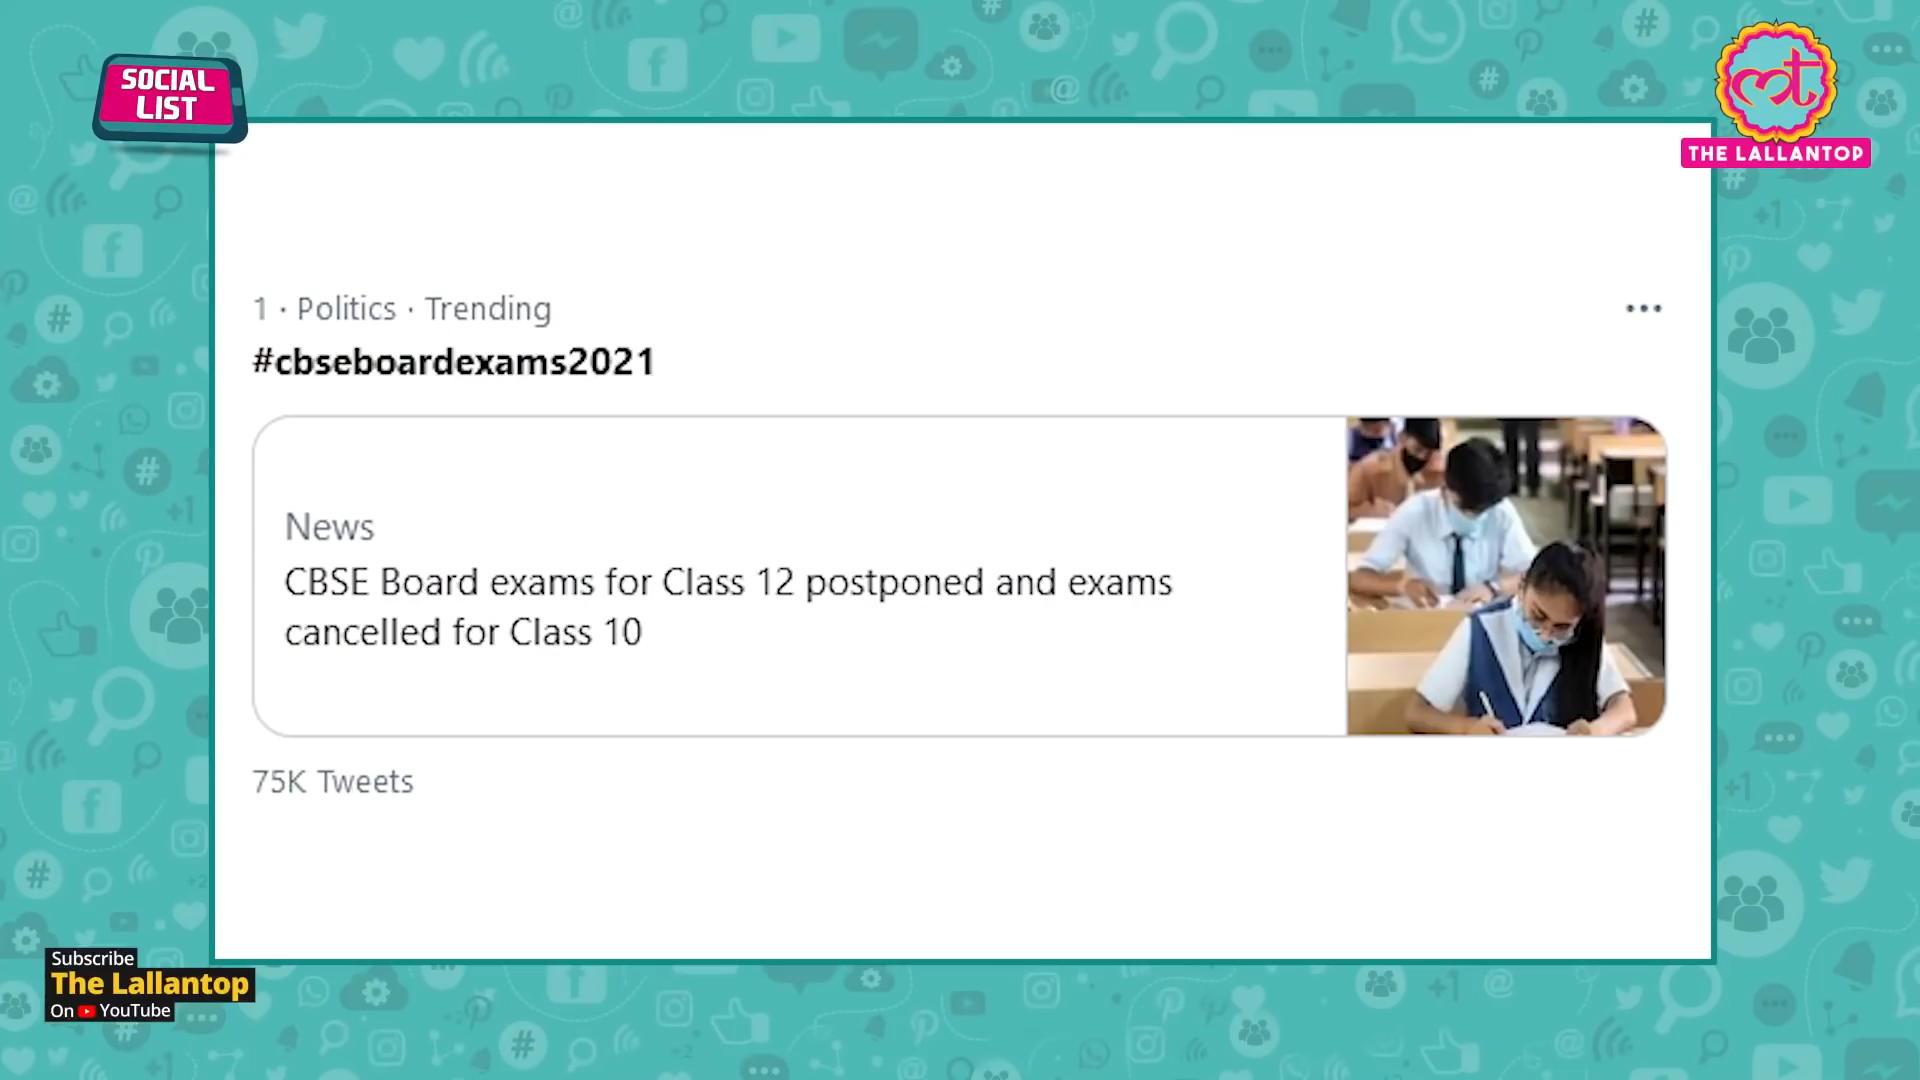 SOCIAL
LIST
THE LALLANTOP
1 · Politics · Trending
#cbseboardexams2021
News
CBSE Board exams for Class 12 postponed and exams
cancelled for Class 10
75K Tweets
Subscribe
The Lallantop
On YouTube